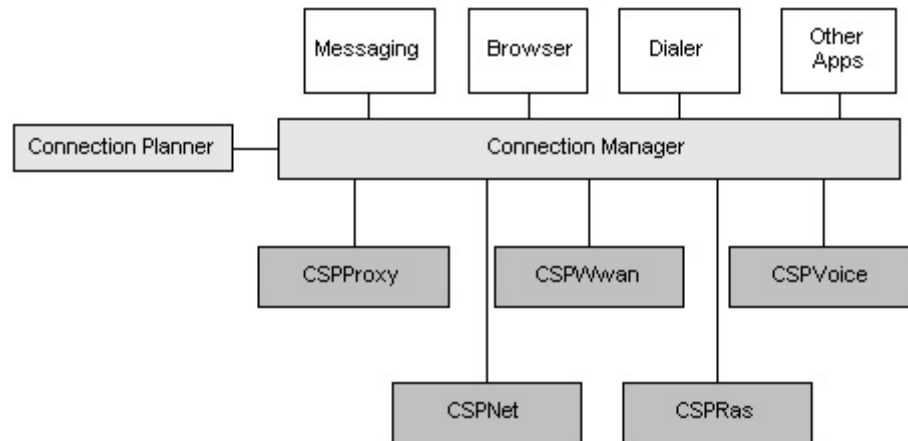 Messaging
Browser
Dialer
Other
Apps
Connection Planner
Connection Manager
CSPProxy
CSPWwan
CSPVoice
CSPNet
CSPRas